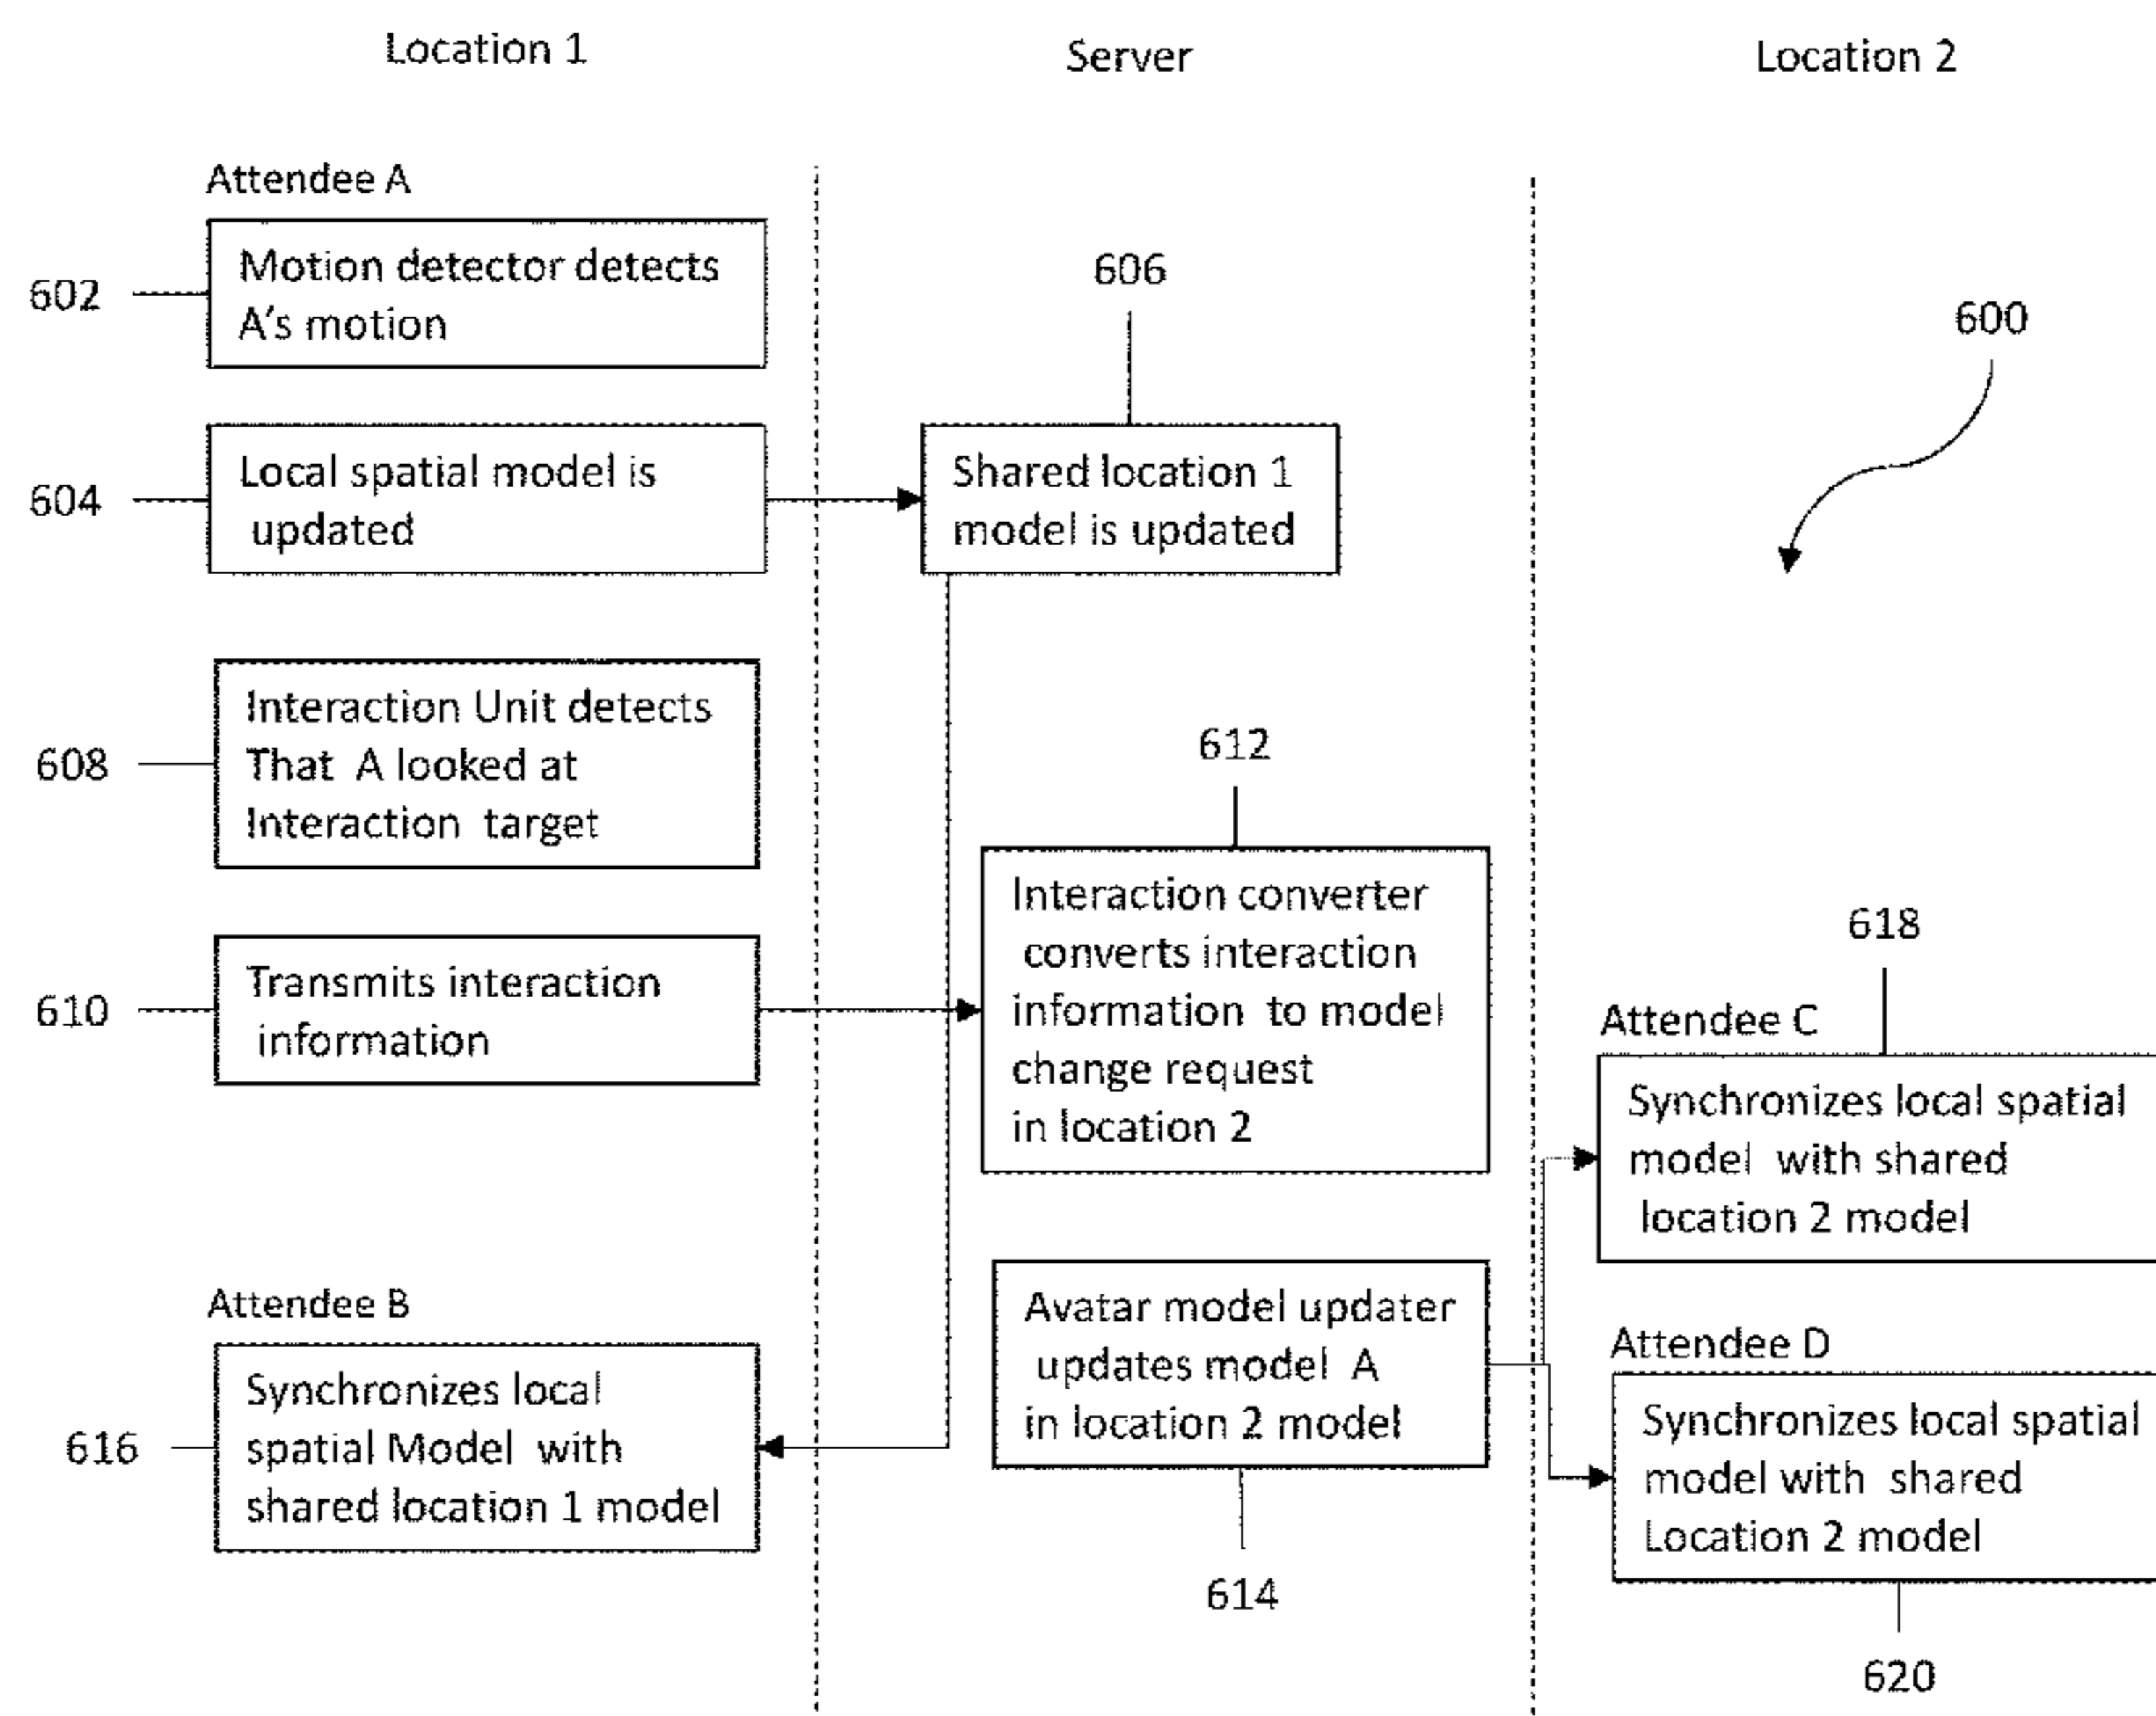 Location 1
Server
Location 2
Attendee A
602
Motion detector detects
A's motion
606
600
604
Local spatial model is
updated
Shared location 1
model is updated
608
Interaction Unit detects
That A looked at
Interaction target
612
610
Transmits interaction
information
Interaction converter
converts interaction
information to model
change request
in location 2
618
Attendee C
Synchronizes local spatial
model with shared
location 2 model
Attendee B
616
Synchronizes local
spatial Model with
shared location 1 model
Avatar model updater
updates model A
in location 2 model
614
Attendee D
Synchronizes local spatial
model with shared
Location 2 model
620